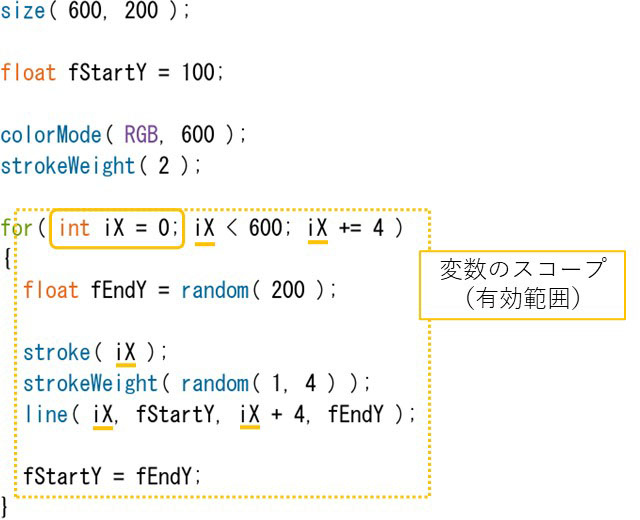 size( 600, 200 );
float fStartY = 100;
colorMode( RGB, 600 );
strokeWeight( 2 );
for( int iX = 0; iX < 600; iX += 4 )
{
変数のスコープ
（有効範囲）
float fEndY = random( 200 );
stroke( iX );
strokeWeight( random( 1, 4 ) );
line( iX, fStartY, iX + 4, fEndY );
fStartY = fEndY;
}